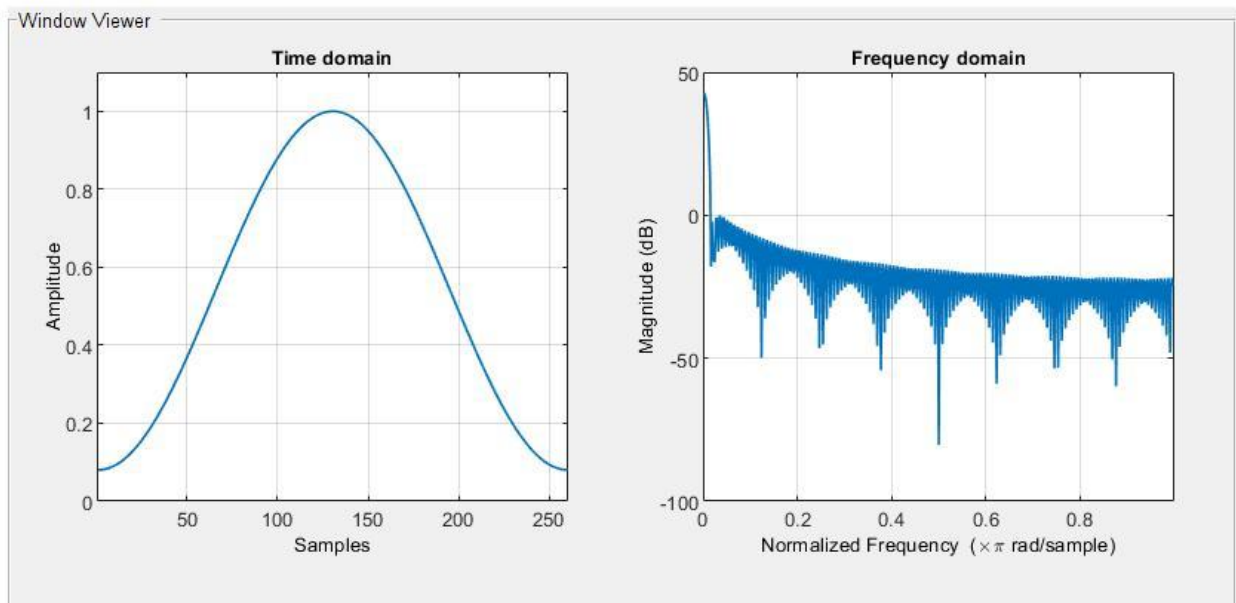 Window Viewer
Time domain
Amplitude
1
0.8
0.6
0.4
0.2
0
50
100
150
200
250
Samples
Frequency domain
Magnitude (dB)
50
0
-50
-100
0
0.2
0.4
0.6
0.8
Normalized Frequency (×π rad/sample)